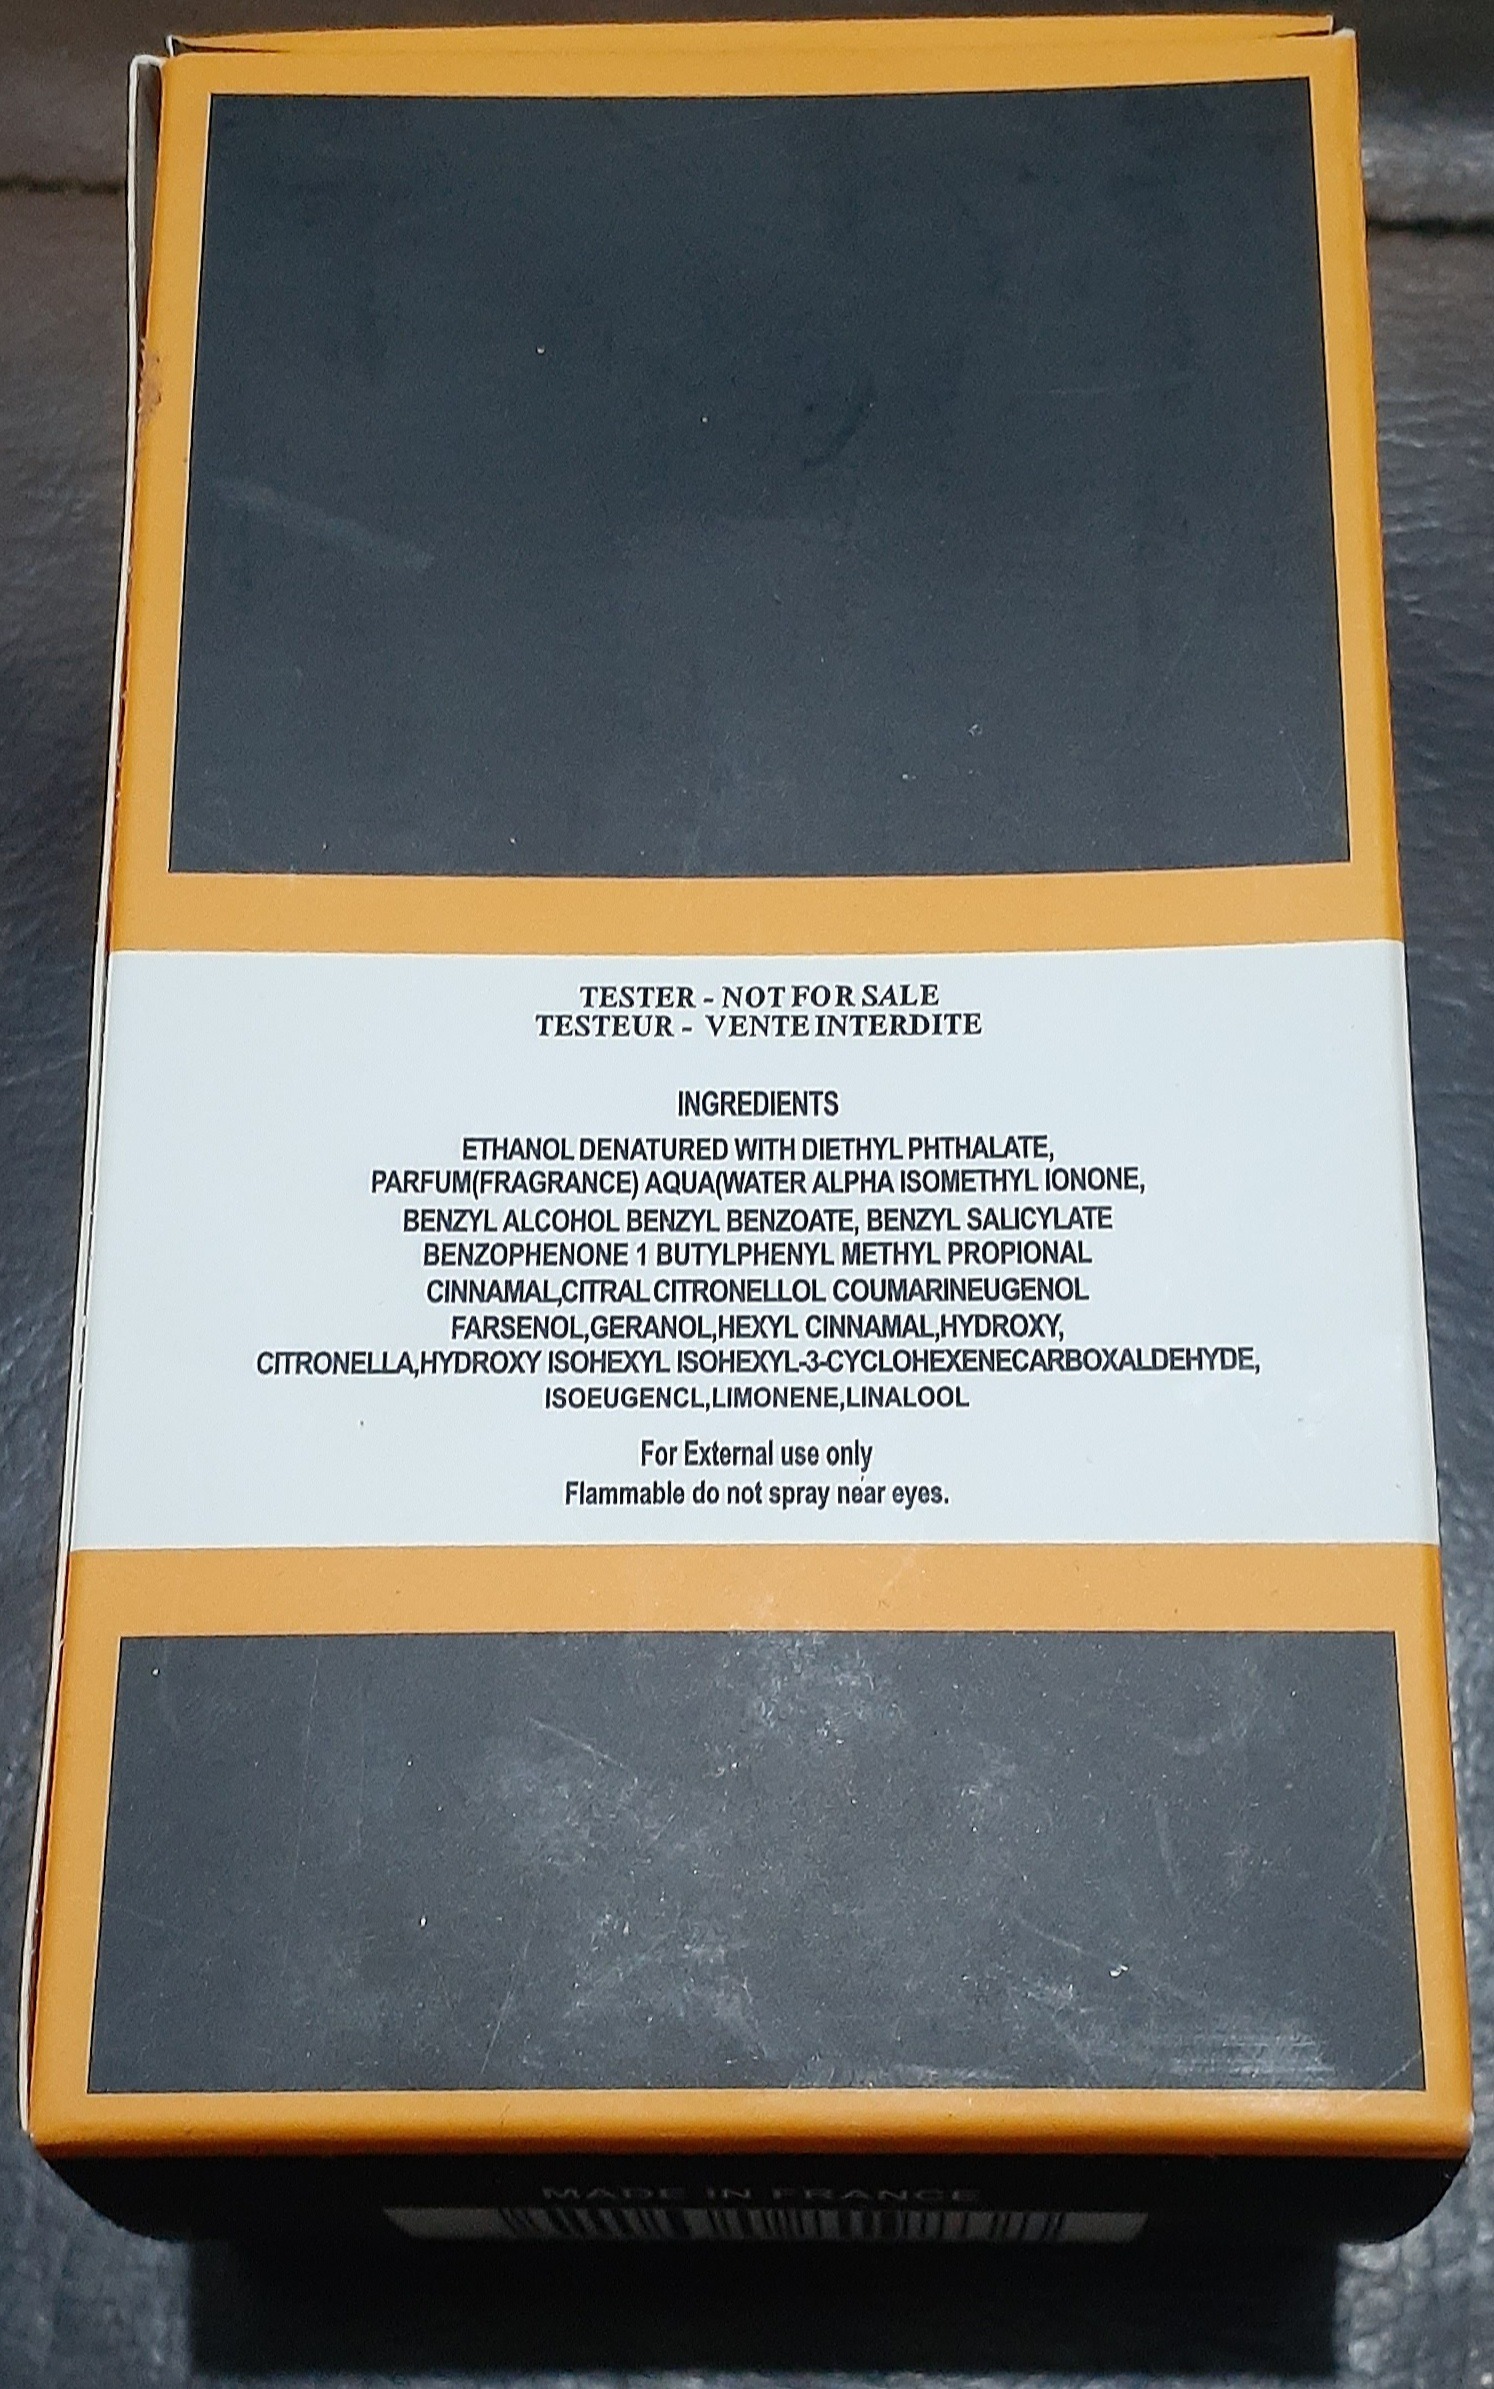 TESTER - NOT FOR SALE
TESTEUR - VENTE INTERDITE
INGREDIENTS
ETHANOL DENATURED WITH DIETHYL PHTHALATE,
PARFUM(FRAGRANCE) AQUA(WATER ALPHA ISOMETHYL IONONE,
BENZYL ALCOHOL BENZYL BENZOATE, BENZYL SALICYLATE
BENZOPHENONE 1 BUTYLPHENYL METHYL PROPIONAL
CINNAMAL,CITRAL CITRONELLOL COUMARINEUGENOL
FARSENOL,GERANOL,HEXYL CINNAMAL,HYDROXY,
CITRONELLA,HYDROXY ISOHEXYL ISOHEXYL-3-CYCLOHEXENECARBOXALDEHYDE,
ISOEUGENCL,LIMONENE,LINALOOL
For External use only
Flammable do not spray near eyes.
MADE IN FRANCE